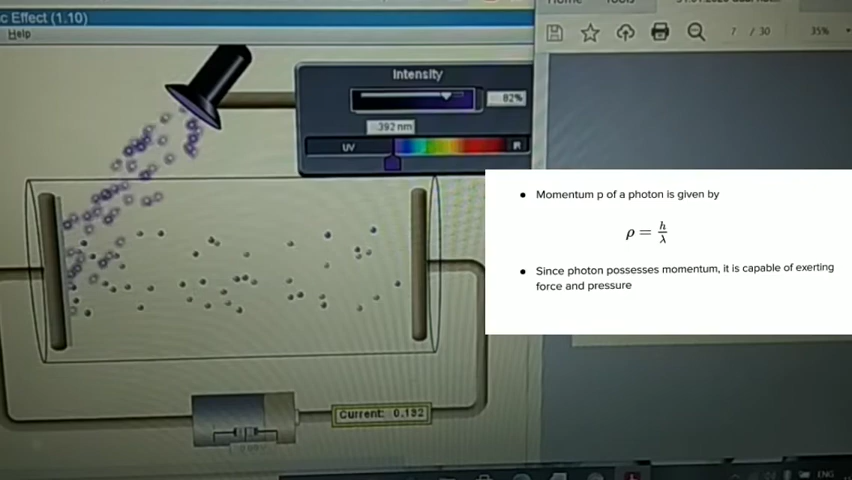 c Effect (1.10)
Help
Intensity
82%
392 nm
UV
7 / 30
35%
• Momentum p of a photon is given by
ρ = h/λ
• Since photon possesses momentum, it is capable of exerting
force and pressure
Current: 0.132
ENG